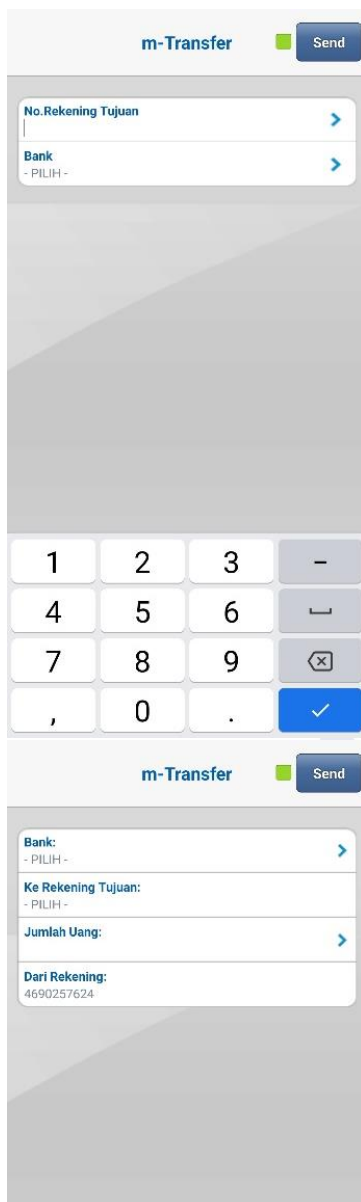 m-Transfer
Send
No.Rekening Tujuan
Bank
- PILIH -
1 2 3 -
4 5 6
7 8 9
, 0 .
m-Transfer
Send
Bank:
- PILIH -
Ke Rekening Tujuan:
- PILIH -
Jumlah Uang:
Dari Rekening:
4690257624